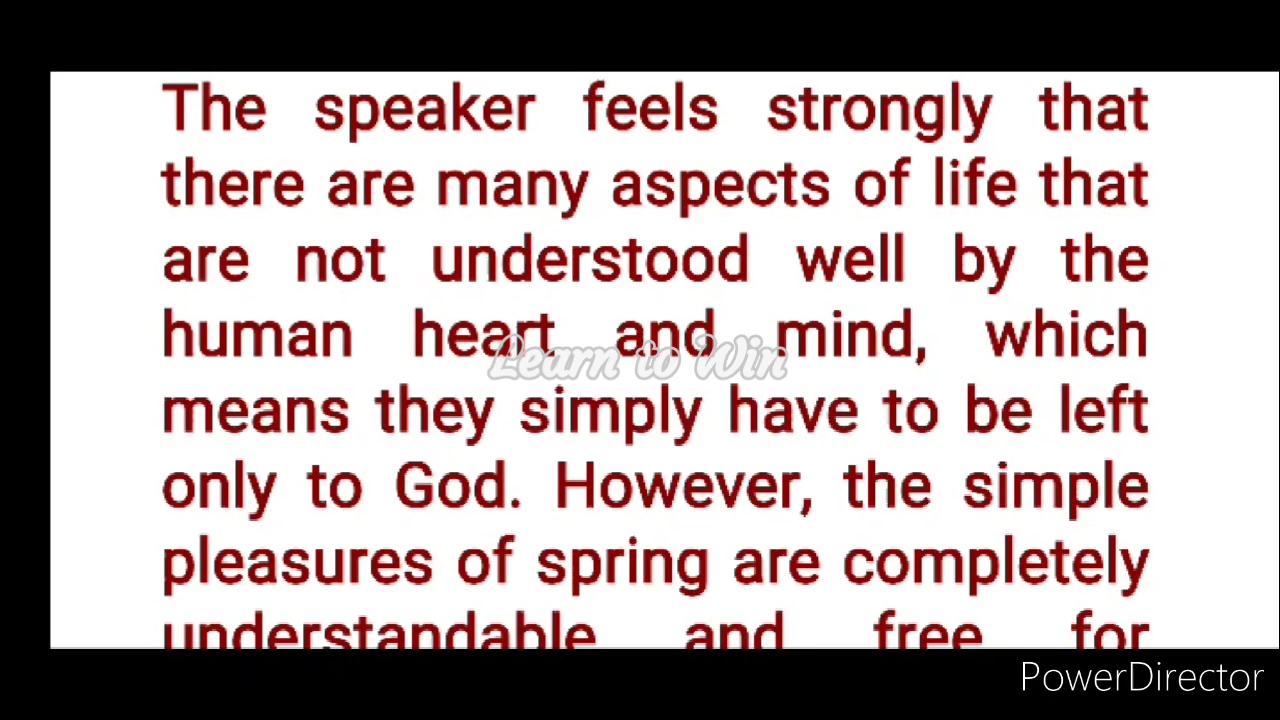 The speaker feels strongly that
there are many aspects of life that
are not understood well by the
human heart and mind, which
Learn to Win
means they simply have to be left
only to God. However, the simple
pleasures of spring are completely
understandable and free for
PowerDirector